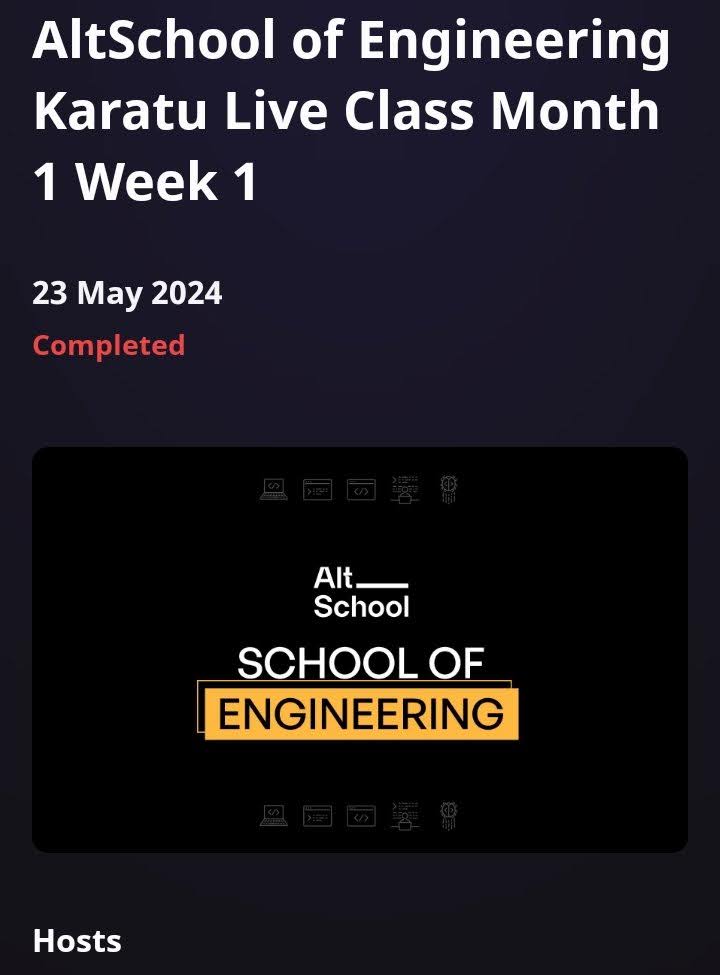 AltSchool of Engineering
Karatu Live Class Month
1 Week 1
23 May 2024
Completed
Alt
School
SCHOOL OF
ENGINEERING
Hosts